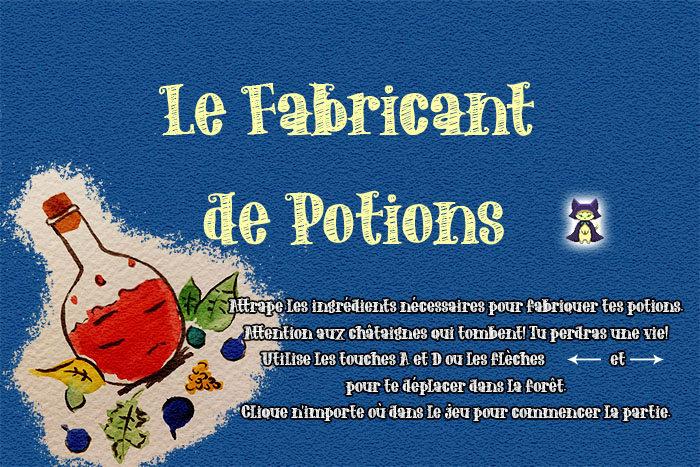 Le Fabricant
de Potions
Attrape les ingrédients nécessaires pour fabriquer tes potions.
Attention aux châtaignes qui tombent! Tu perdras une vie!
Utilise les touches A et D ou les flèches ← et →
pour te déplacer dans la forêt.
Clique n'importe où dans le jeu pour commencer la partie.